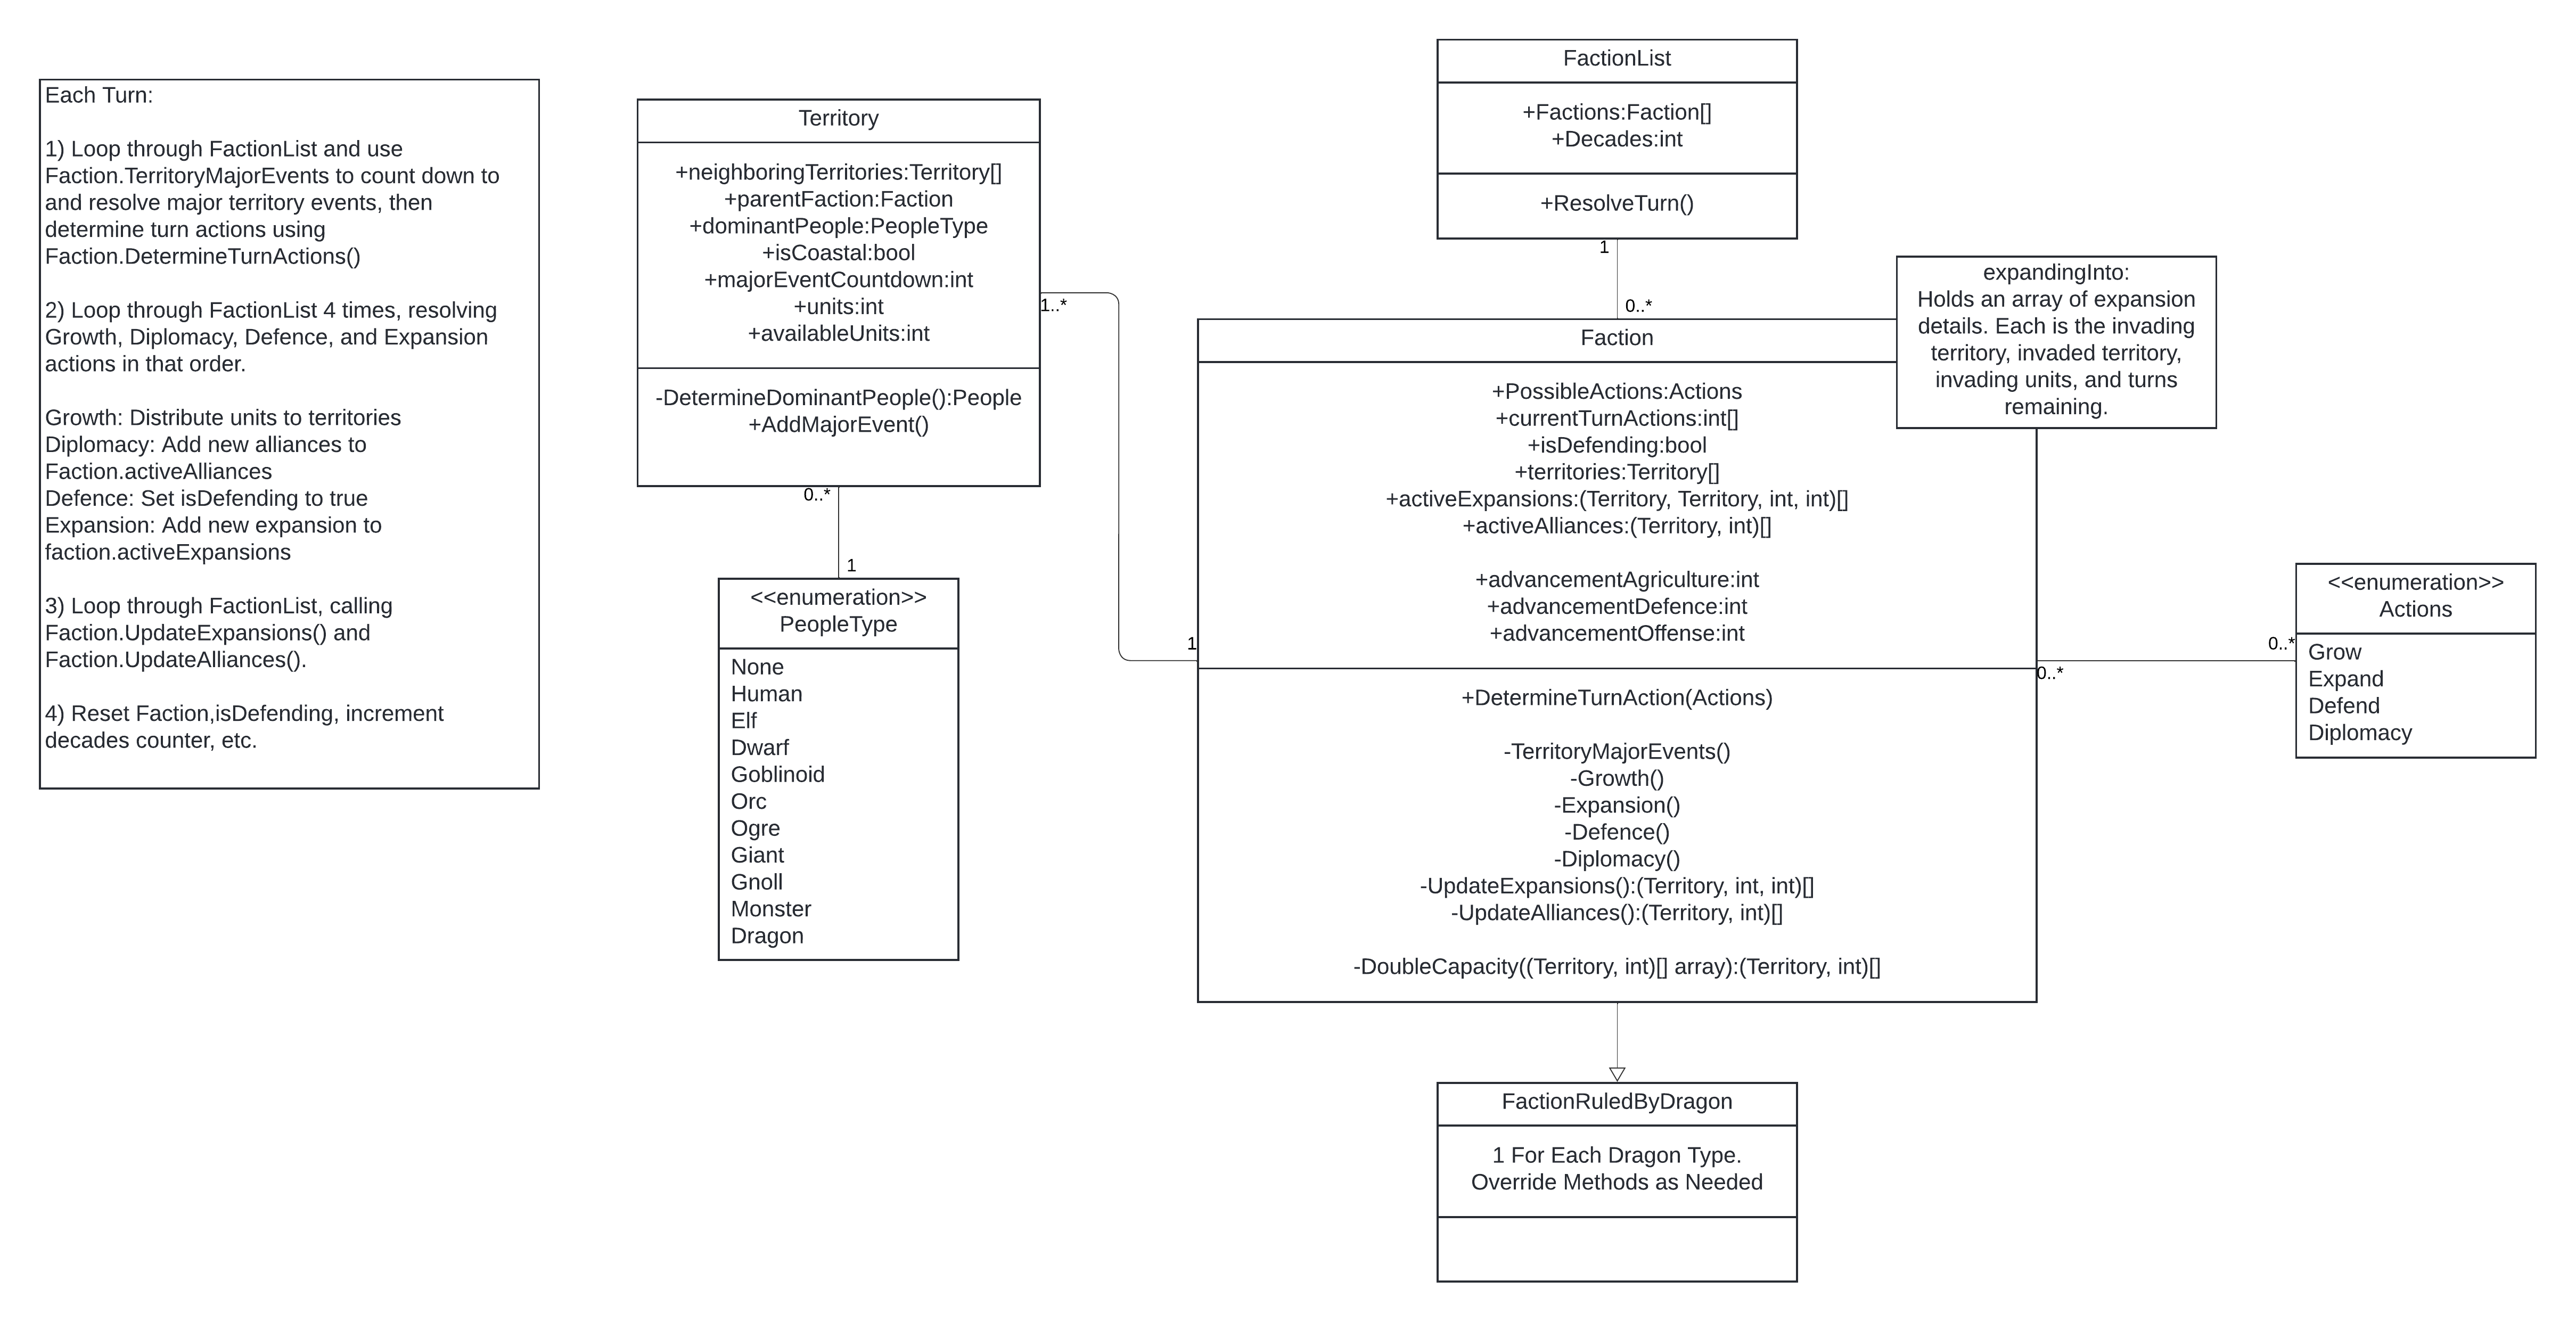 Each Turn:
1) Loop through FactionList and use
Faction.TerritoryMajorEvents to count down to
and resolve major territory events, then
determine turn actions using
Faction.DetermineTurnActions()
2) Loop through FactionList 4 times, resolving
Growth, Diplomacy, Defence, and Expansion
actions in that order.
Growth: Distribute units to territories
Diplomacy: Add new alliances to
Faction.activeAlliances
Defence: Set isDefending to true
Expansion: Add new expansion to
faction.activeExpansions
3) Loop through FactionList, calling
Faction.UpdateExpansions() and
Faction.UpdateAlliances().
4) Reset Faction,isDefending, increment
decades counter, etc.
Territory
+neighboringTerritories:Territory[]
+parentFaction:Faction
+dominantPeople:PeopleType
+isCoastal:bool
+majorEventCountdown:int
+units:int
+availableUnits:int
-DetermineDominantPeople():People
+AddMajorEvent()
1..*
0..*
1
<<enumeration>>
PeopleType
None
Human
Elf
Dwarf
Goblinoid
Orc
Ogre
Giant
Gnoll
Monster
Dragon
FactionList
+Factions:Faction[]
+Decades:int
+ResolveTurn()
1
0..*
Faction
+PossibleActions:Actions
+currentTurnActions:int[]
+isDefending:bool
+territories:Territory[]
+activeExpansions:(Territory, Territory, int, int)[]
+activeAlliances:(Territory, int)[]
+advancementAgriculture:int
+advancementDefence:int
+advancementOffense:int
1
+DetermineTurnAction(Actions)
-TerritoryMajorEvents()
-Growth()
-Expansion()
-Defence()
-Diplomacy()
-UpdateExpansions():(Territory, int, int)[]
-UpdateAlliances():(Territory, int)[]
-DoubleCapacity((Territory, int)[] array):(Territory, int)[]
expandingInto:
Holds an array of expansion
details. Each is the invading
territory, invaded territory,
invading units, and turns
remaining.
0..*
0..*
<<enumeration>>
Actions
Grow
Expand
Defend
Diplomacy
FactionRuledByDragon
1 For Each Dragon Type.
Override Methods as Needed